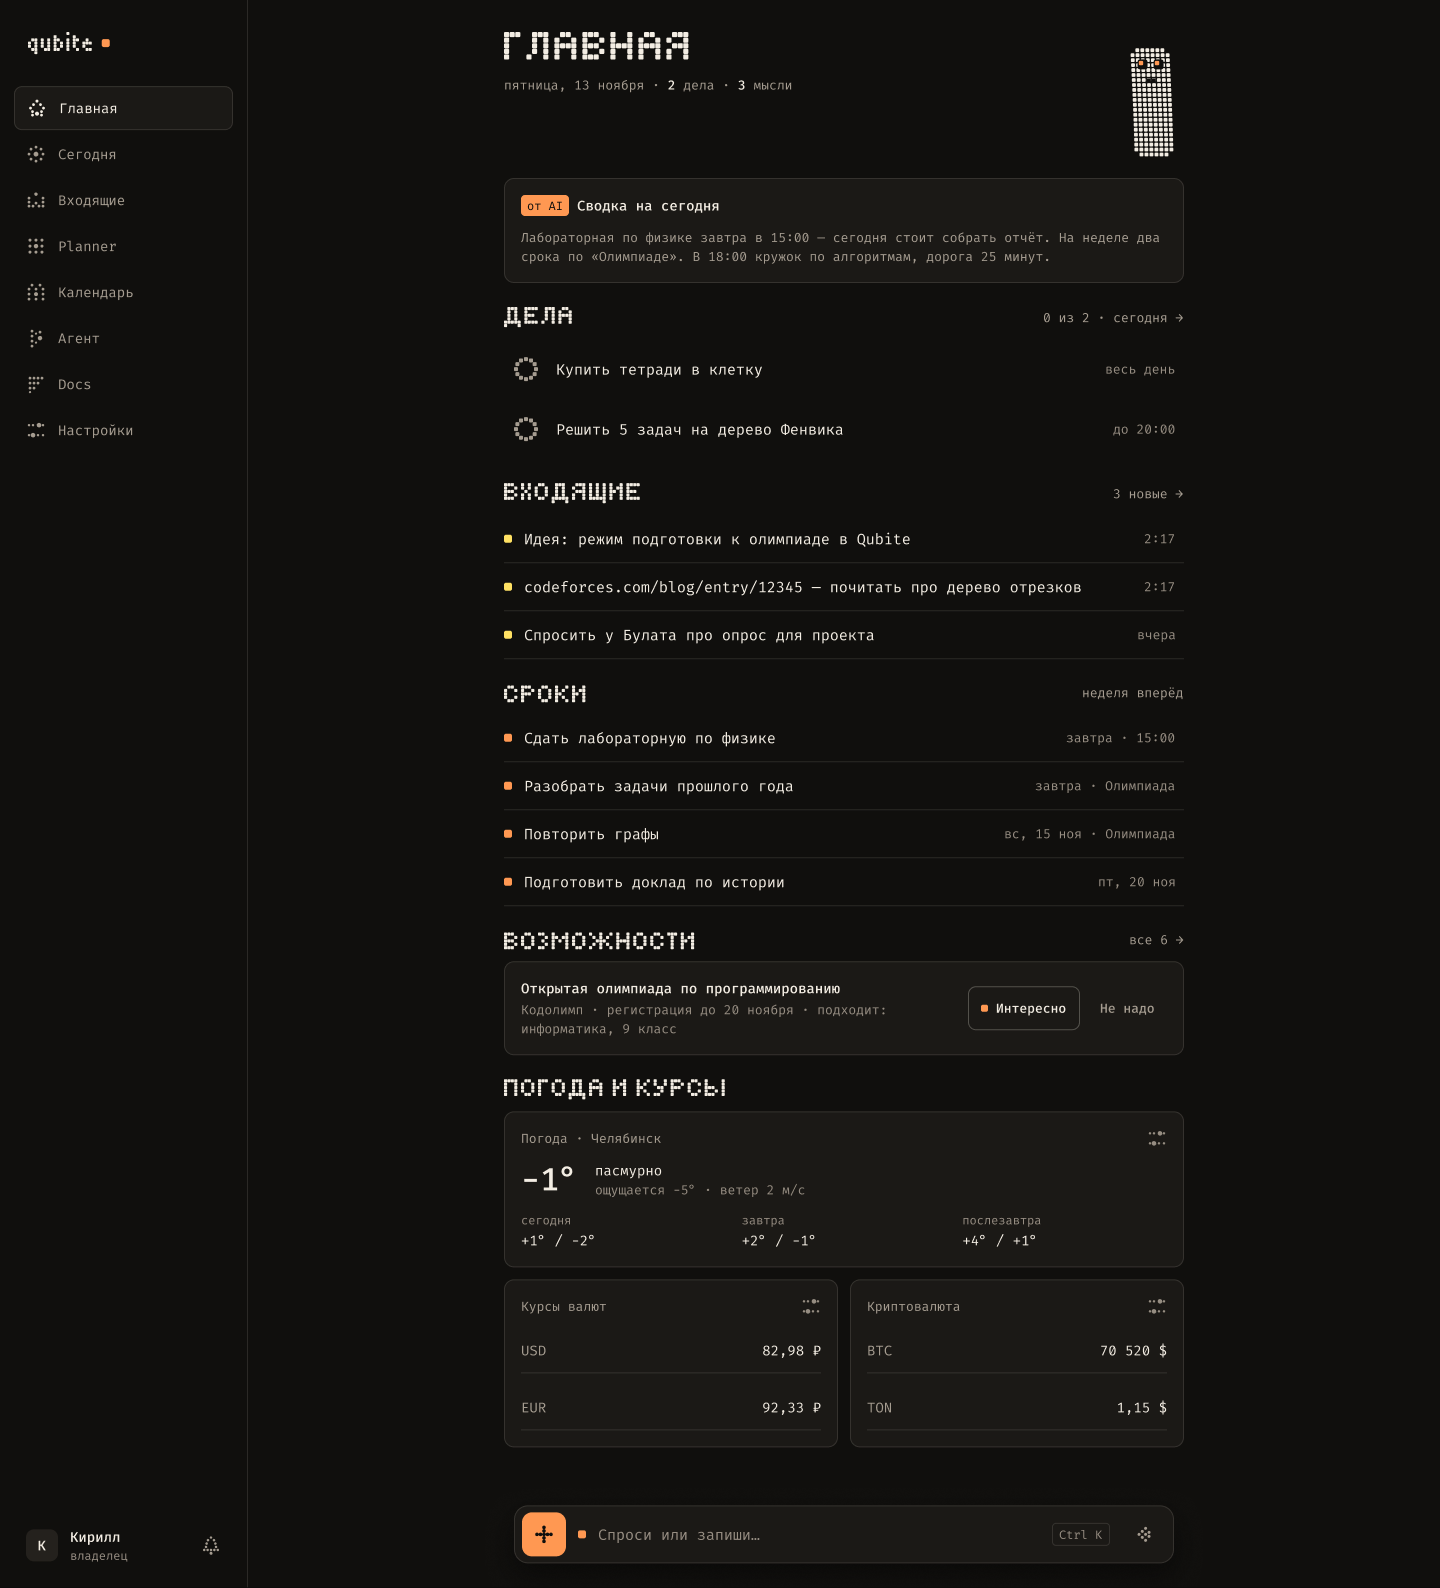 qubite
Главная
Сегодня
Входящие
Planner
Календарь
Агент
Docs
Настройки
К
Кирилл
владелец
ГЛАВНАЯ
пятница, 13 ноября · 2 дела · 3 мысли
от AI Сводка на сегодня
Лабораторная по физике завтра в 15:00 — сегодня стоит собрать отчёт. На неделе два
срока по «Олимпиаде». В 18:00 кружок по алгоритмам, дорога 25 минут.
ДЕЛА
0 из 2 · сегодня →
Купить тетради в клетку
весь день
Решить 5 задач на дерево Фенвика
до 20:00
ВХОДЯЩИЕ
3 новые →
Идея: режим подготовки к олимпиаде в Qubite
2:17
codeforces.com/blog/entry/12345 — почитать про дерево отрезков
2:17
Спросить у Булата про опрос для проекта
вчера
СРОКИ
неделя вперёд
Сдать лабораторную по физике
завтра · 15:00
Разобрать задачи прошлого года
завтра · Олимпиада
Повторить графы
вс, 15 ноя · Олимпиада
Подготовить доклад по истории
пт, 20 ноя
ВОЗМОЖНОСТИ
все 6 →
Открытая олимпиада по программированию
Кодолимп · регистрация до 20 ноября · подходит:
информатика, 9 класс
Интересно
Не надо
ПОГОДА И КУРСЫ
Погода · Челябинск
-1°
пасмурно
ощущается -5° · ветер 2 м/с
сегодня
+1° / -2°
завтра
+2° / -1°
послезавтра
+4° / +1°
Курсы валют
USD
82,98 ₽
EUR
92,33 ₽
Криптовалюта
BTC
70 520 $
TON
1,15 $
Спроси или запиши…
Ctrl K